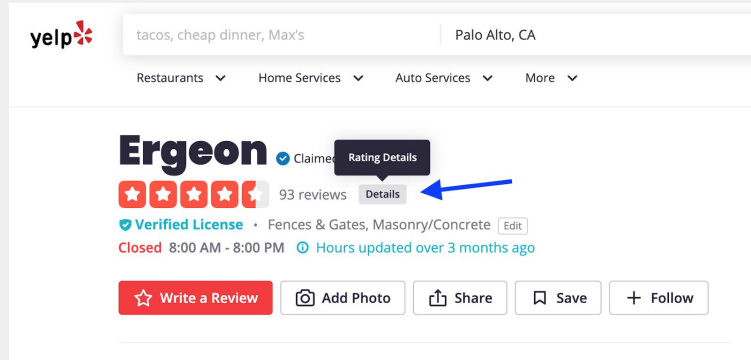 yelp
tacos, cheap dinner, Max's Palo Alto, CA
Restaurants Home Services Auto Services More
Ergeon Claimed Rating Details
93 reviews Details
Verified License • Fences & Gates, Masonry/Concrete Edit
Closed 8:00 AM - 8:00 PM Hours updated over 3 months ago
Write a Review Add Photo Share Save Follow